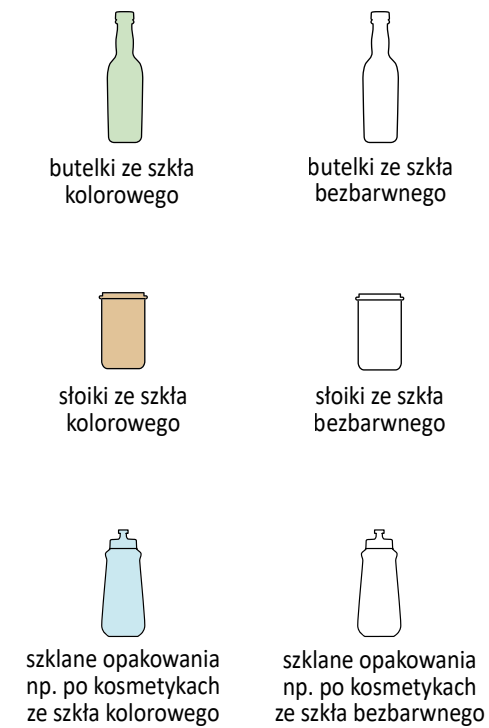 butelki ze szkła
kolorowego
butelki ze szkła
bezbarwnego
słoiki ze szkła
kolorowego
słoiki ze szkła
bezbarwnego
szklane opakowania
np. po kosmetykach
ze szkła kolorowego
szklane opakowania
np. po kosmetykach
ze szkła bezbarwnego